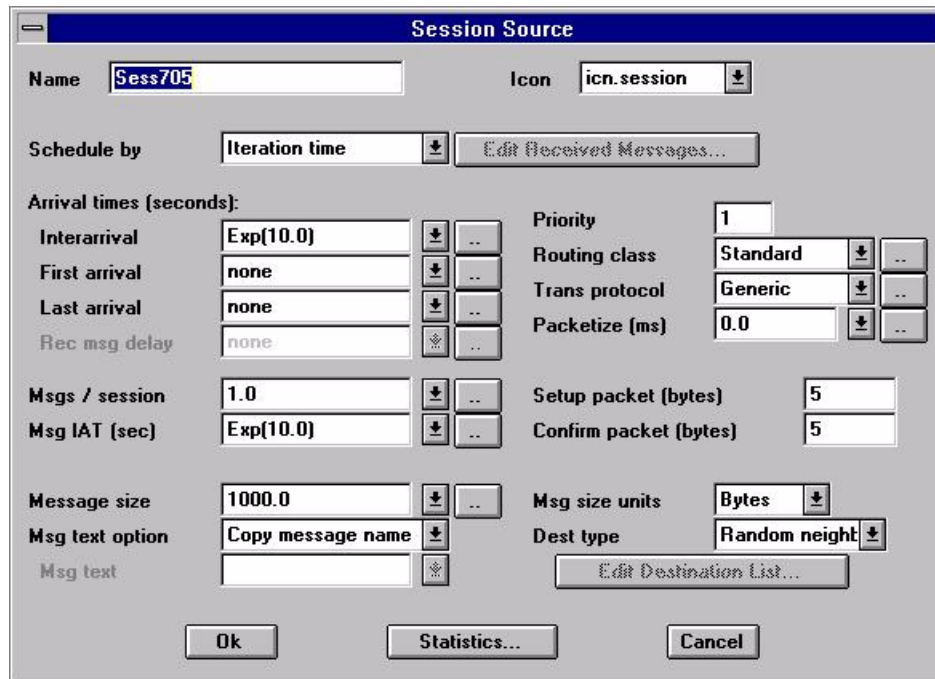 Session Source
Name Sess705 Icon icn.session
Schedule by Iteration time Edit Received Messages...
Arrival times (seconds):
Interarrival Exp(10.0) ..
First arrival none ..
Last arrival none ..
Rec msg delay none ..
Priority 1
Routing class Standard ..
Trans protocol Generic ..
Packetize (ms) 0.0 ..
Msgs / session 1.0 ..
Msg IAT (sec) Exp(10.0) ..
Setup packet (bytes) 5
Confirm packet (bytes) 5
Message size 1000.0 ..
Msg text option Copy message name
Msg text
Msg size units Bytes
Dest type Random neight
Edit Destination List...
Ok Statistics... Cancel